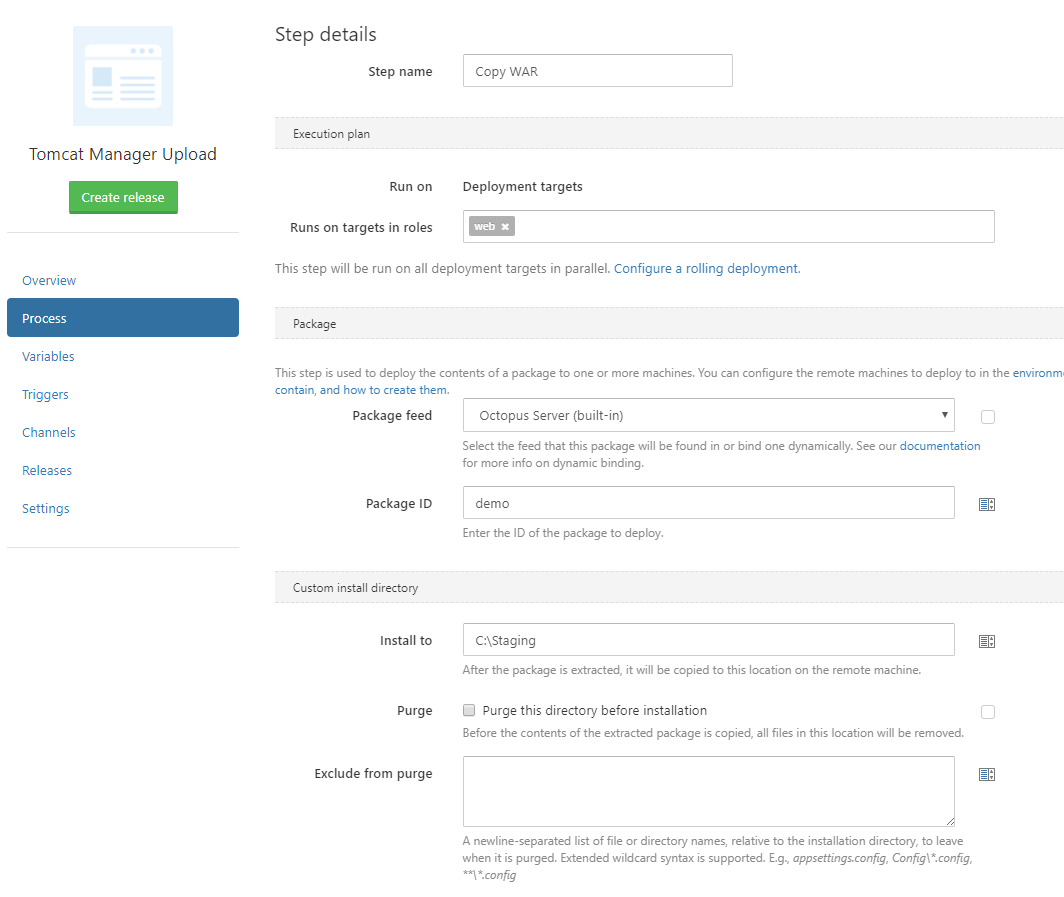 Tomcat Manager Upload
Create release
Overview
Process
Variables
Triggers
Channels
Releases
Settings
Step details
Step name Copy WAR
Execution plan
Run on Deployment targets
Runs on targets in roles web ✖
This step will be run on all deployment targets in parallel. Configure a rolling deployment.
Package
This step is used to deploy the contents of a package to one or more machines. You can configure the remote machines to deploy to in the
contain, and how to create them.
Package feed Octopus Server (built-in)
Select the feed that this package will be found in or bind one dynamically. See our documentation
for more info on dynamic binding.
Package ID demo
Enter the ID of the package to deploy.
Custom install directory
Install to C:\Staging
After the package is extracted, it will be copied to this location on the remote machine.
Purge Purge this directory before installation
Before the contents of the extracted package is copied, all files in this location will be removed.
Exclude from purge
A newline-separated list of file or directory names, relative to the installation directory, to leave
when it is purged. Extended wildcard syntax is supported. E.g., appsettings.config, Config\*.config,
**\*.config